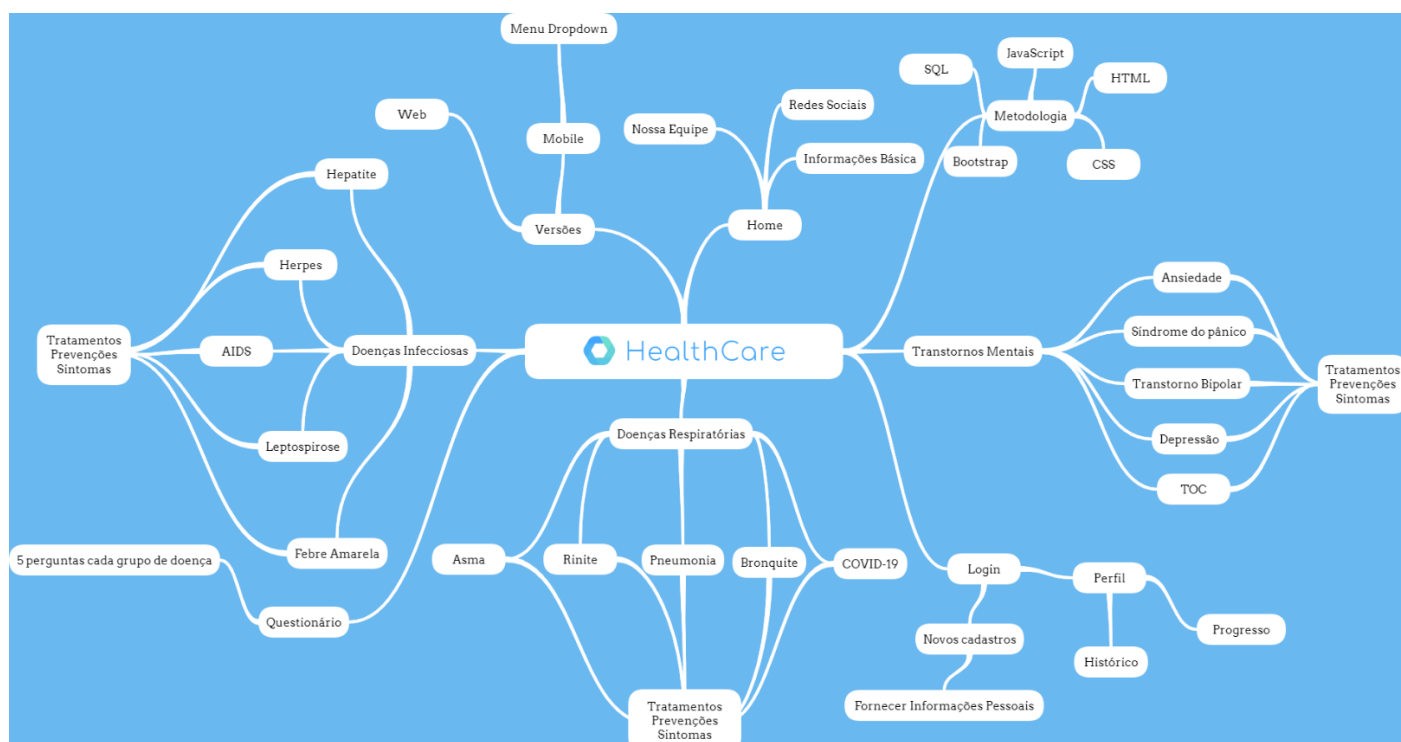 Menu Dropdown
JavaScript
SQL
HTML
Redes Sociais
Web
Metodologia
Nossa Equipe
Mobile
Informações Básica
Bootstrap
CSS
Hepatite
Home
Versões
Herpes
Ansiedade
Síndrome do pânico
Tratamentos
Prevenções
Sintomas
AIDS
Doenças Infecciosas
HealthCare
Transtornos Mentais
Transtorno Bipolar
Tratamentos
Prevenções
Sintomas
Doenças Respiratórias
Depressão
Leptospirose
TOC
Febre Amarela
5 perguntas cada grupo de doença
Asma
Rinite
Pneumonia
Bronquite
COVID-19
Login
Perfil
Questionário
Novos cadastros
Progresso
Histórico
Fornecer Informações Pessoais
Tratamentos
Prevenções
Sintomas